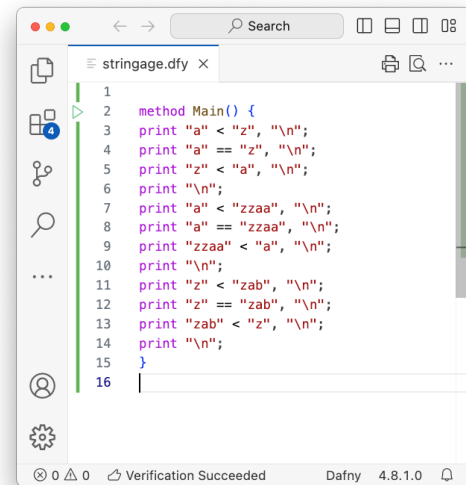 Search
stringage.dfy
1
2 method Main() {
3 print "a" < "z", "\n";
4 print "a" == "z", "\n";
5 print "z" < "a", "\n";
6 print "\n";
7 print "a" < "zzaa", "\n";
8 print "a" == "zzaa", "\n";
9 print "zzaa" < "a", "\n";
10 print "\n";
11 print "z" < "zab", "\n";
12 print "z" == "zab", "\n";
13 print "zab" < "z", "\n";
14 print "\n";
15 }
16
4
0 0 Verification Succeeded Dafny 4.8.1.0